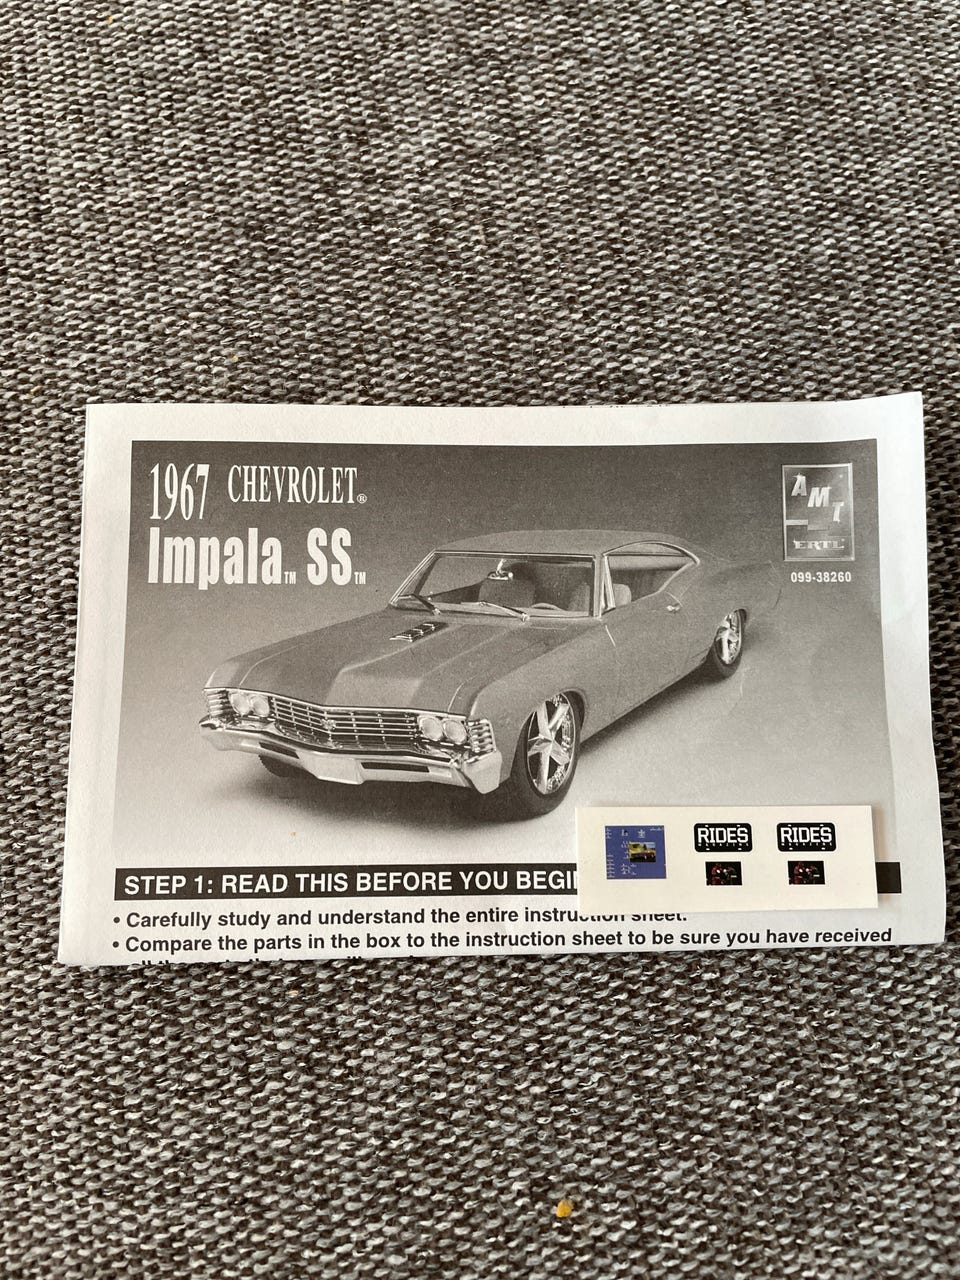 1967 CHEVROLET®
Impala™ SS™
AMT
ERTL
099-38260
RIDES
RIDES
STEP 1: READ THIS BEFORE YOU BEGI
• Carefully study and understand the entire instruction sheet.
• Compare the parts in the box to the instruction sheet to be sure you have received